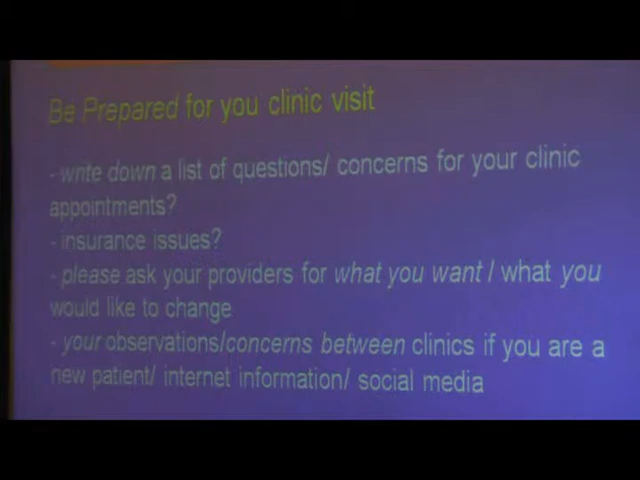 Be Prepared for you clinic visit
- write down a list of questions/ concerns for your clinic
appointments?
- insurance issues?
- please ask your providers for what you want / what you
would like to change
- your observations/concerns between clinics if you are a
new patient/ internet information/ social media